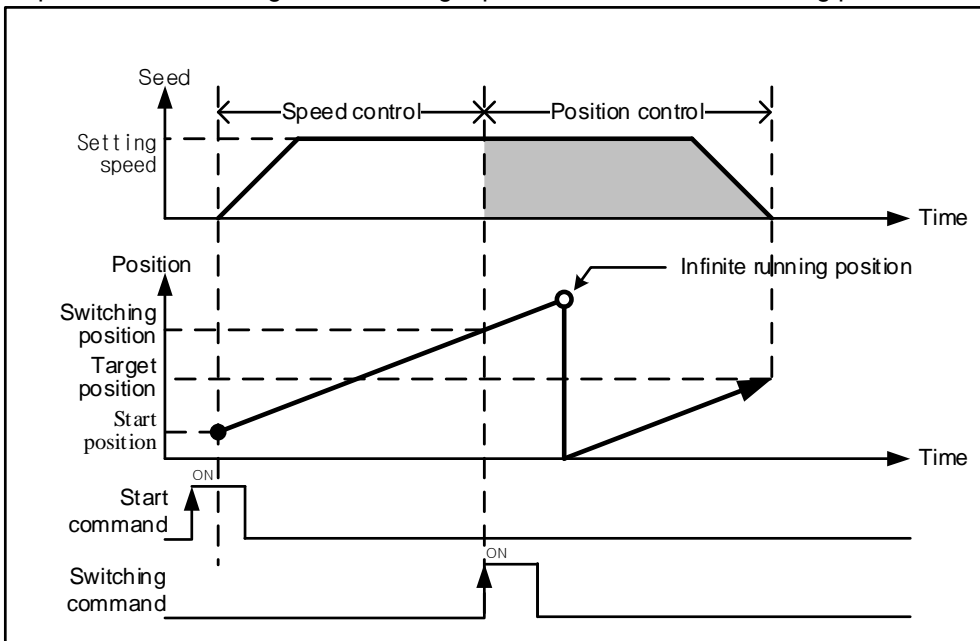 Seed
Speed control
Position control
Setting
speed
Time
Position
Infinite running position
Switching
position
Target
position
Start
position
Time
ON
Start
command
ON
Switching
command